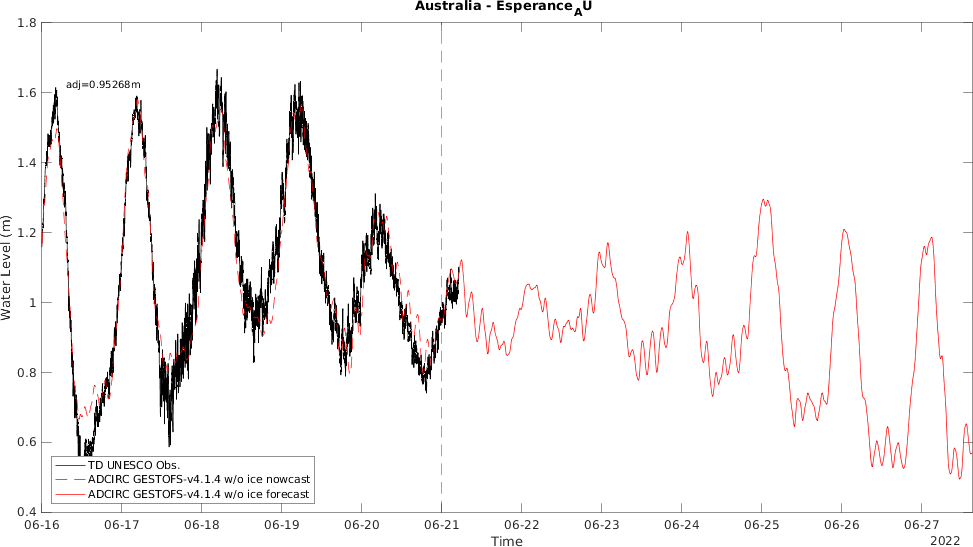 Australia - Esperance_AU
1.8
1.6
1.4
1.2
1
0.8
0.6
0.4
Water Level (m)
adj=0.95268m
TD UNESCO Obs.
ADCIRC GESTOFS-v4.1.4 w/o ice nowcast
ADCIRC GESTOFS-v4.1.4 w/o ice forecast
06-16 06-17 06-18 06-19 06-20 06-21 06-22 06-23 06-24 06-25 06-26 06-27
Time
2022